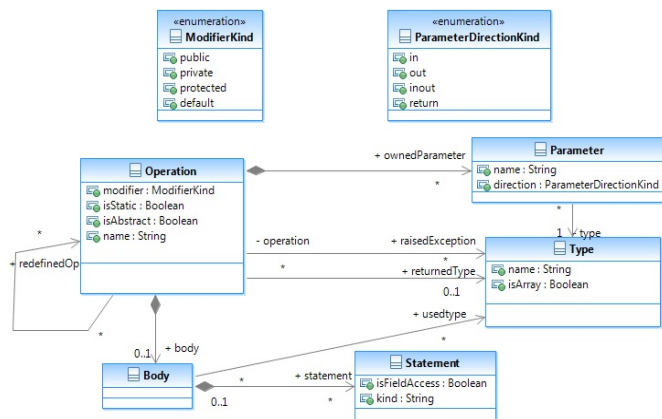 «enumeration»
ModifierKind
public
private
protected
default
«enumeration»
ParameterDirectionKind
in
out
inout
return
Operation
modifier : ModifierKind
isStatic : Boolean
isAbstract : Boolean
name : String
+ ownedParameter
*
Parameter
name : String
direction : ParameterDirectionKind
*
1 - type
- operation
+ raisedException
*
* + returnedType
0..1
Type
name : String
isArray : Boolean
*
+ redefinedOp
*
+ usedtype
*
0..1 + body
Body
* + statement
0..1 *
Statement
isFieldAccess : Boolean
kind : String